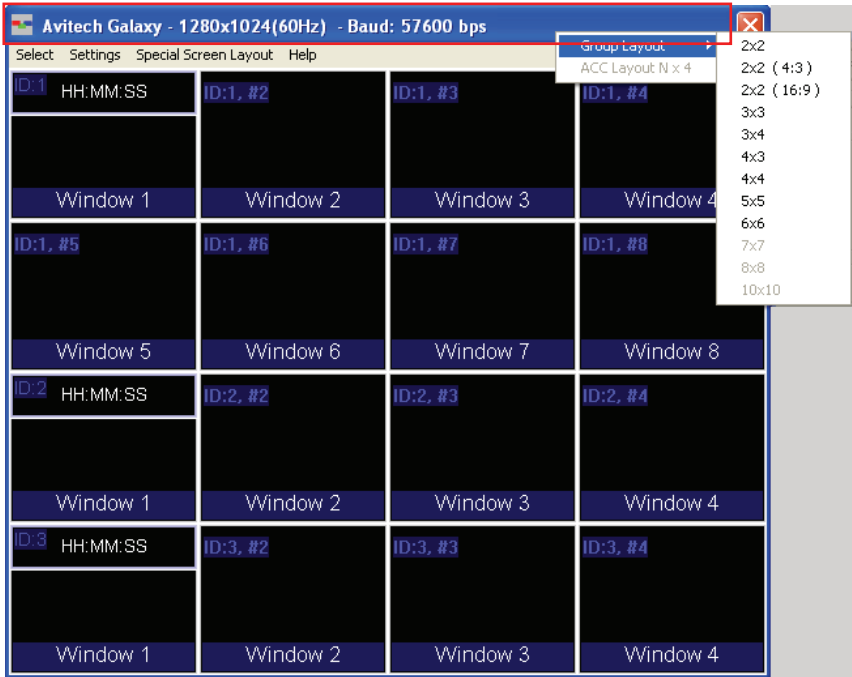 Avitech Galaxy - 1280x1024(60Hz) - Baud: 57600 bps
Select Settings Special Screen Layout Help
Group Layout
ACC Layout N x 4
2x2
2x2 ( 4:3 )
2x2 ( 16:9 )
3x3
3x4
4x3
4x4
5x5
6x6
7x7
8x8
10x10
ID:1 HH:MM:SS
ID:1, #2
ID:1, #3
ID:1, #4
Window 1
Window 2
Window 3
Window 4
ID:1, #5
ID:1, #6
ID:1, #7
ID:1, #8
Window 5
Window 6
Window 7
Window 8
ID:2 HH:MM:SS
ID:2, #2
ID:2, #3
ID:2, #4
Window 1
Window 2
Window 3
Window 4
ID:3 HH:MM:SS
ID:3, #2
ID:3, #3
ID:3, #4
Window 1
Window 2
Window 3
Window 4